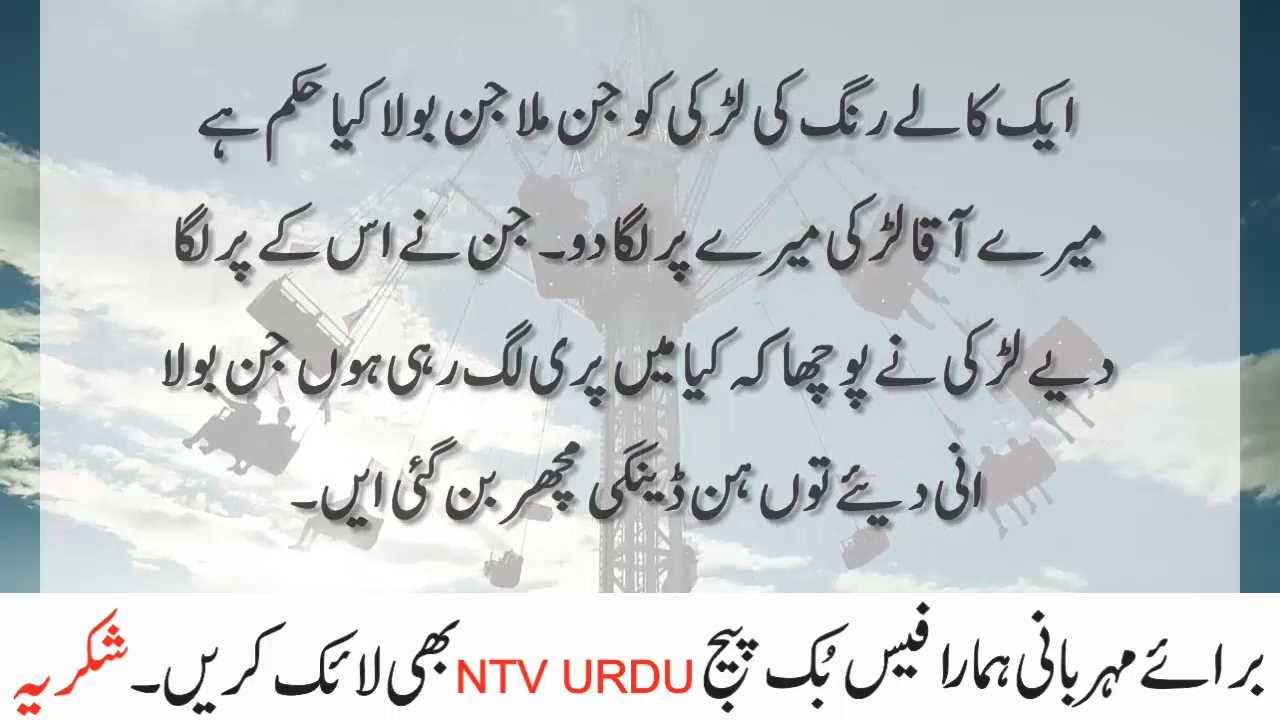 ایک کالے رنگ کی لڑکی کو جن ملا جن بولا کیا حکم ہے
میرے آقا لڑکی میرے پر لگا دو۔ جن نے اس کے پر لگا
دیے لڑکی نے پوچھا کہ کیا میں پری لگ رہی ہوں جن بولا
انی دیئے توں ہن ڈینگی مچھر بن گئی ایں۔
برائے مہربانی ہمارا فیس بُک پیج NTV URDU بھی لائک کریں۔ شکریہ